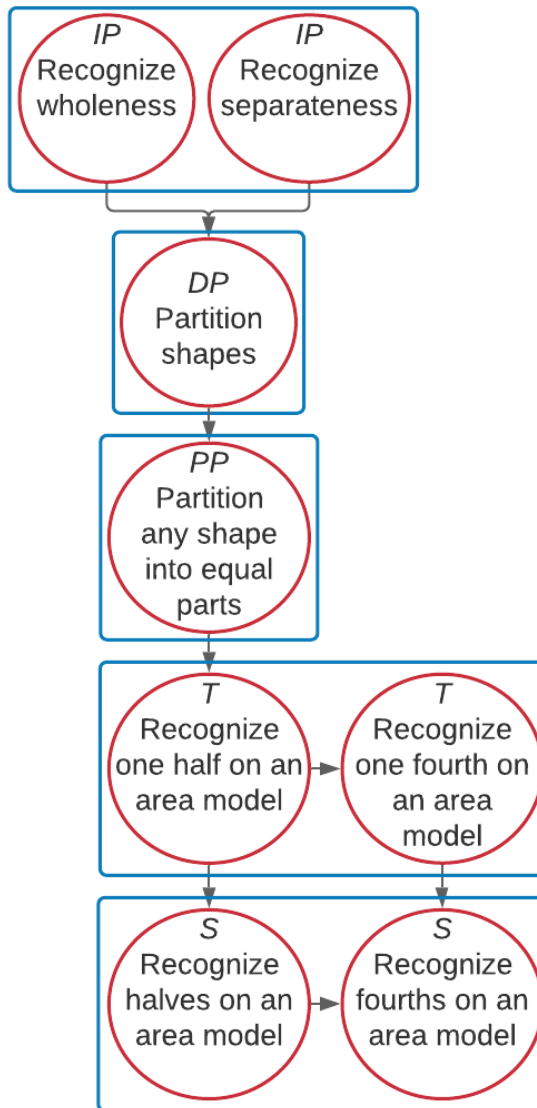 IP
Recognize
wholeness
IP
Recognize
separateness
DP
Partition
shapes
PP
Partition
any shape
into equal
parts
T
Recognize
one half on an
area model
T
Recognize
one fourth on
an area
model
S
Recognize
halves on an
area model
S
Recognize
fourths on an
area model